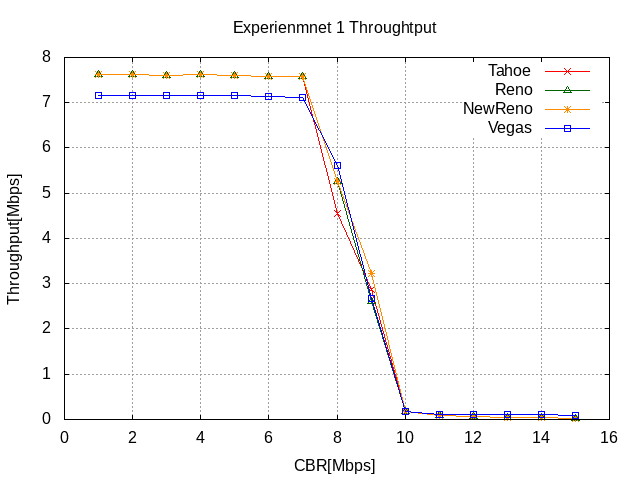 Experienmnet 1 Throughtput
8
7
6
5
4
3
2
1
0
Throughput[Mbps]
Tahoe
Reno
NewReno
Vegas
0 2 4 6 8 10 12 14 16
CBR[Mbps]